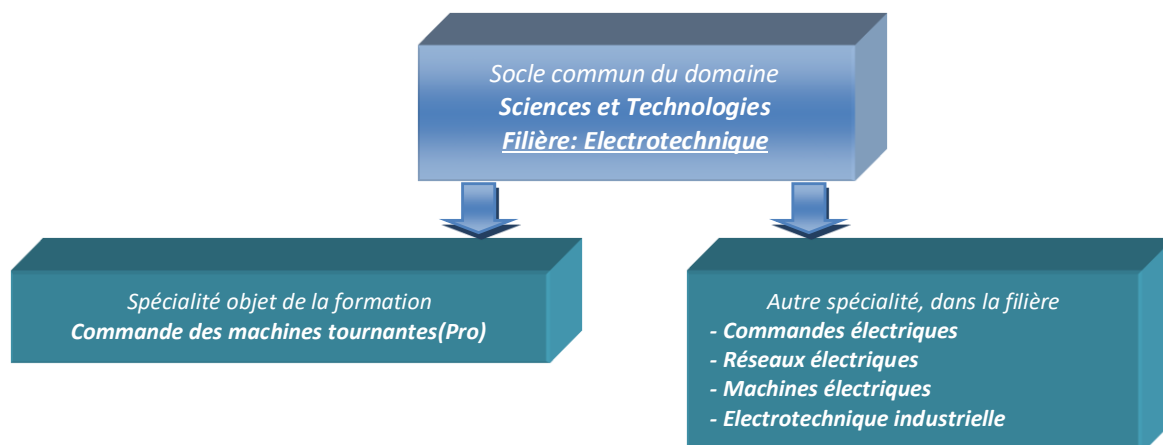 Socle commun du domaine
Sciences et Technologies
Filière: Electrotechnique
Spécialité objet de la formation
Commande des machines tournantes(Pro)
Autre spécialité, dans la filière
- Commandes électriques
- Réseaux électriques
- Machines électriques
- Electrotechnique industrielle